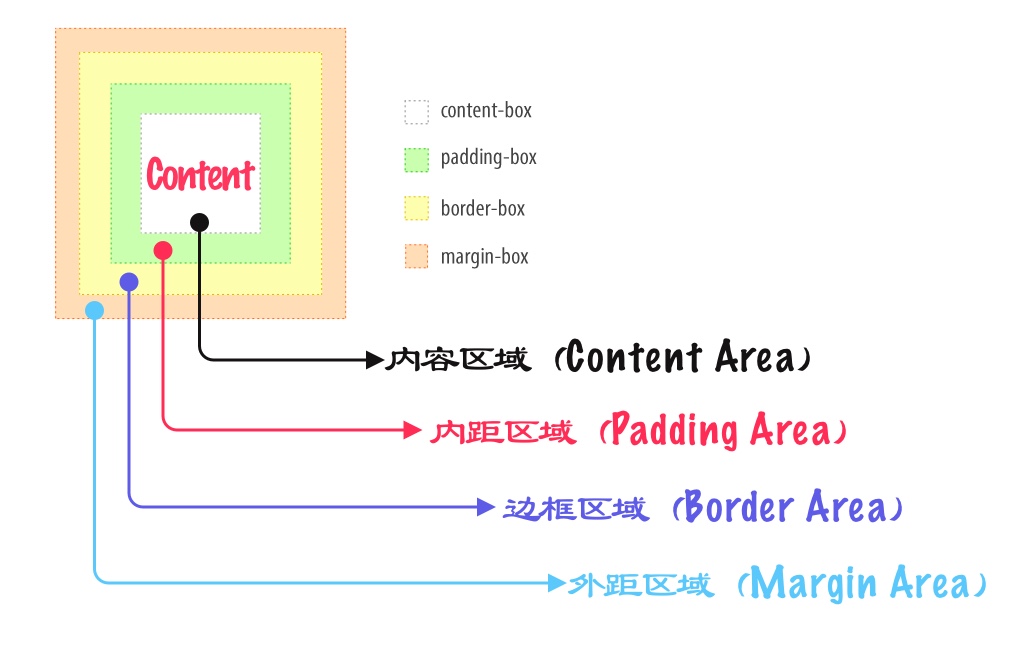 Content
content-box
padding-box
border-box
margin-box
内容区域（Content Area）
内距区域（Padding Area）
边框区域（Border Area）
外距区域（Margin Area）